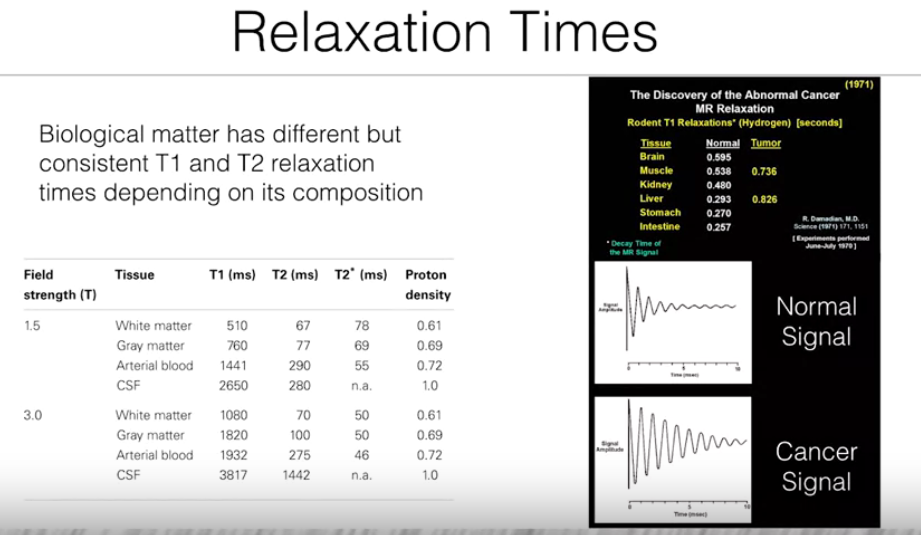 Relaxation Times
Biological matter has different but
consistent T1 and T2 relaxation
times depending on its composition
Field strength (T) Tissue T1 (ms) T2 (ms) T2* (ms) Proton density
1.5 White matter 510 67 78 0.61
Gray matter 760 77 69 0.69
Arterial blood 1441 290 55 0.72
CSF 2650 280 n.a. 1.0
3.0 White matter 1080 70 50 0.61
Gray matter 1820 100 50 0.69
Arterial blood 1932 275 46 0.72
CSF 3817 1442 n.a. 1.0
(1971)
The Discovery of the Abnormal Cancer
MR Relaxation
Rodent T1 Relaxations* (Hydrogen) [seconds]
Tissue Normal Tumor
Brain 0.595
Muscle 0.538 0.736
Kidney 0.480
Liver 0.293 0.826
Stomach 0.270
Intestine 0.257
R. Damadian, M.D.
Science (1971) 171, 1151
[ Experiments performed
June-July 1970 ]
* Decay Time of
the MR Signal
Signal
Amplitude
0 5 10
Time (msec)
Normal
Signal
Signal
Amplitude
0 5 10
Time (msec)
Cancer
Signal